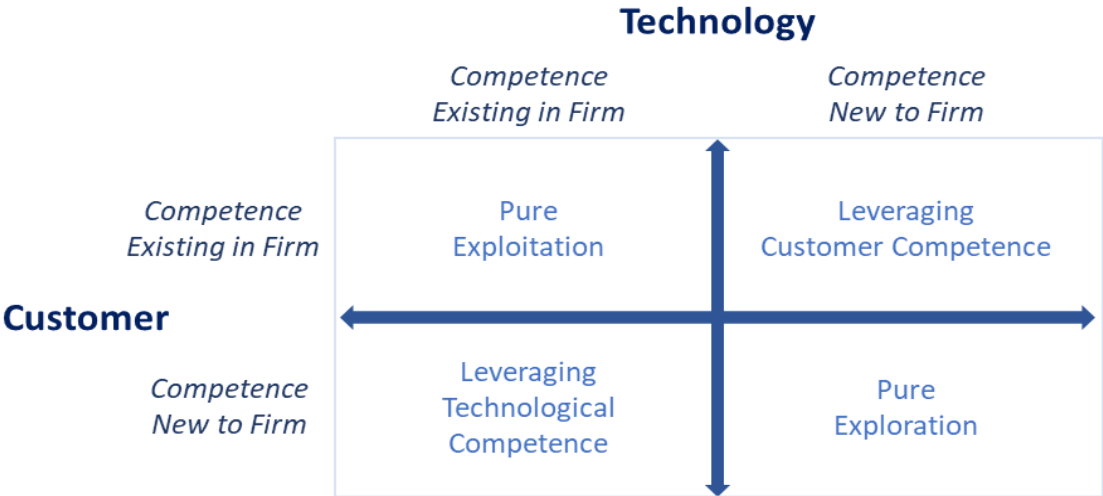 Technology
Competence
Existing in Firm
Competence
New to Firm
Competence
Existing in Firm
Pure
Exploitation
Leveraging
Customer Competence
Customer
Competence
New to Firm
Leveraging
Technological
Competence
Pure
Exploration